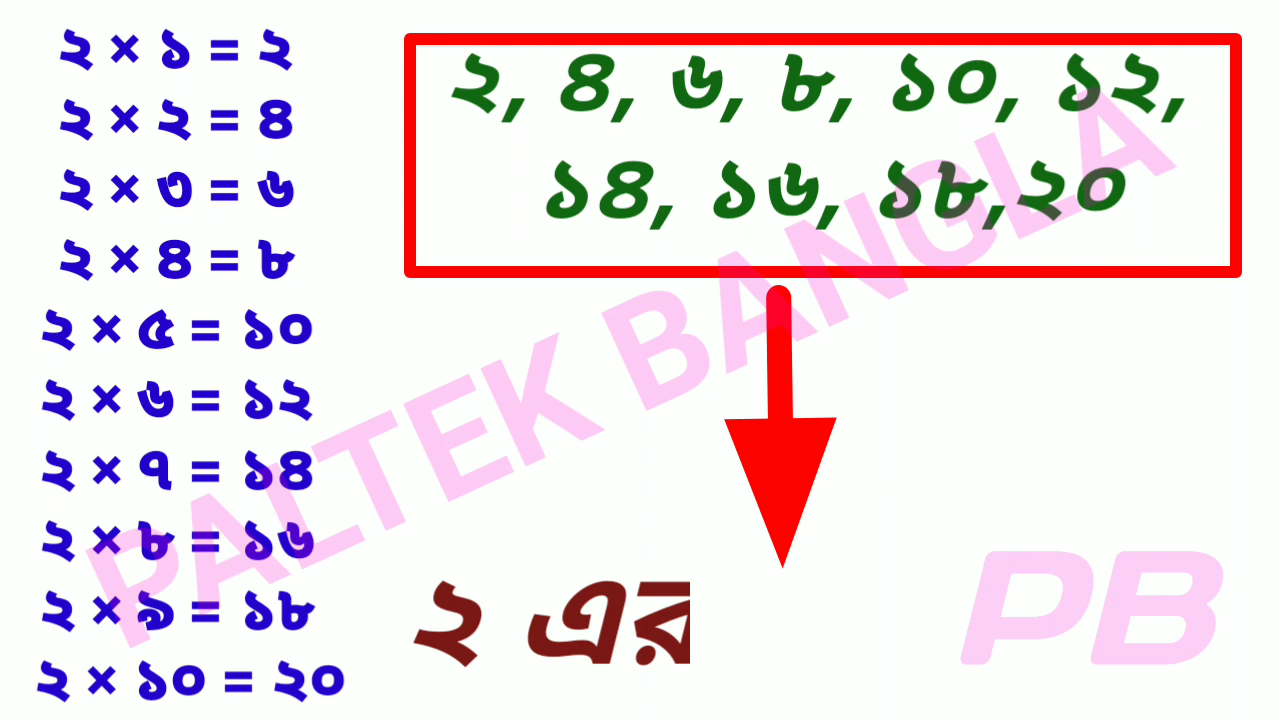 ২ × ১ = ২
২ × ২ = ৪
২ × ৩ = ৬
২ × ৪ = ৮
২ × ৫ = ১০
২ × ৬ = ১২
২ × ৭ = ১৪
২ × ৮ = ১৬
২ × ৯ = ১৮
২ × ১০ = ২০
২, ৪, ৬, ৮, ১০, ১২,
১৪, ১৬, ১৮,২০
২ এর
PALTEK BANGLA
PB